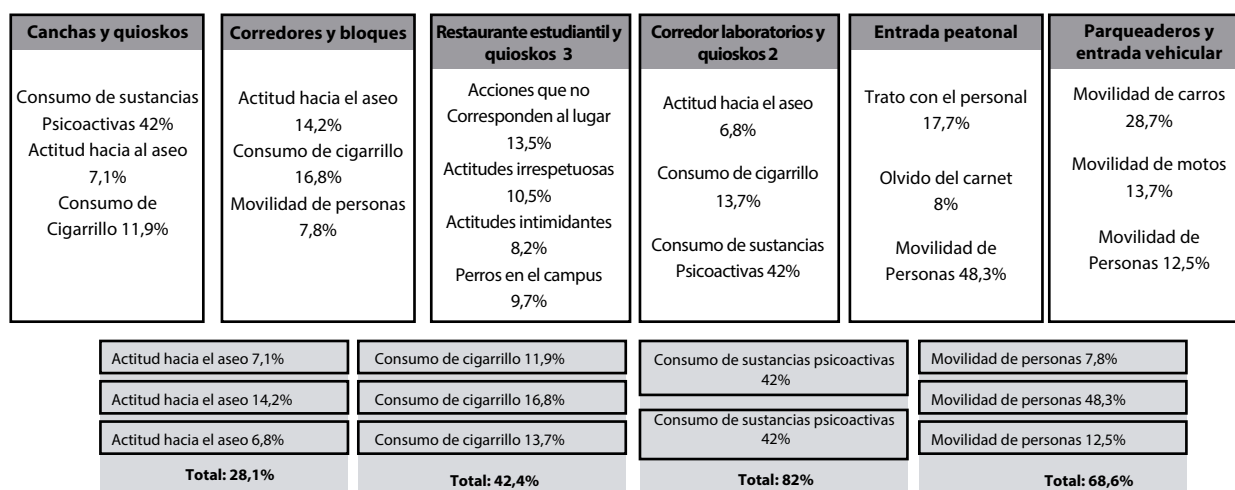 Canchas y quioskos
Consumo de sustancias
Psicoactivas 42%
Actitud hacia al aseo
7,1%
Consumo de
Cigarrillo 11,9%
Corredores y bloques
Actitud hacia el aseo
14,2%
Consumo de cigarrillo
16,8%
Movilidad de personas
7,8%
Restaurante estudiantil y
quioskos 3
Acciones que no
Corresponden al lugar
13,5%
Actitudes irrespetuosas
10,5%
Actitudes intimidantes
8,2%
Perros en el campus
9,7%
Corredor laboratorios y
quioskos 2
Actitud hacia el aseo
6,8%
Consumo de cigarrillo
13,7%
Consumo de sustancias
Psicoactivas 42%
Entrada peatonal
Trato con el personal
17,7%
Olvido del carnet
8%
Movilidad de
Personas 48,3%
Parqueaderos y
entrada vehicular
Movilidad de carros
28,7%
Movilidad de motos
13,7%
Movilidad de
Personas 12,5%
Actitud hacia el aseo 7,1%
Actitud hacia el aseo 14,2%
Actitud hacia el aseo 6,8%
Total: 28,1%
Consumo de cigarrillo 11,9%
Consumo de cigarrillo 16,8%
Consumo de cigarrillo 13,7%
Total: 42,4%
Consumo de sustancias psicoactivas
42%
Consumo de sustancias psicoactivas
42%
Total: 82%
Movilidad de personas 7,8%
Movilidad de personas 48,3%
Movilidad de personas 12,5%
Total: 68,6%